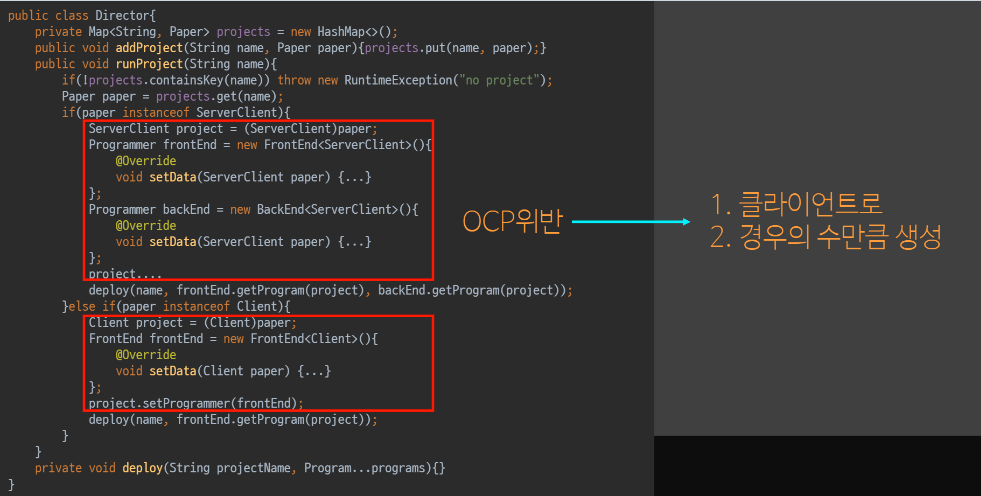 public class Director{
private Map<String, Paper> projects = new HashMap<>();
public void addProject(String name, Paper paper){projects.put(name, paper);}
public void runProject(String name){
if(!projects.containsKey(name)) throw new RuntimeException("no project");
Paper paper = projects.get(name);
if(paper instanceof ServerClient){
ServerClient project = (ServerClient)paper;
Programmer frontEnd = new FrontEnd<ServerClient>(){
@Override
void setData(ServerClient paper) {...}
};
Programmer backEnd = new BackEnd<ServerClient>(){
@Override
void setData(ServerClient paper) {...}
};
project....
deploy(name, frontEnd.getProgram(project), backEnd.getProgram(project));
}else if(paper instanceof Client){
Client project = (Client)paper;
FrontEnd frontEnd = new FrontEnd<Client>(){
@Override
void setData(Client paper) {...}
};
project.setProgrammer(frontEnd);
deploy(name, frontEnd.getProgram(project));
}
}
private void deploy(String projectName, Program...programs){}
}
OCP위반
1. 클라이언트로
2. 경우의 수만큼 생성